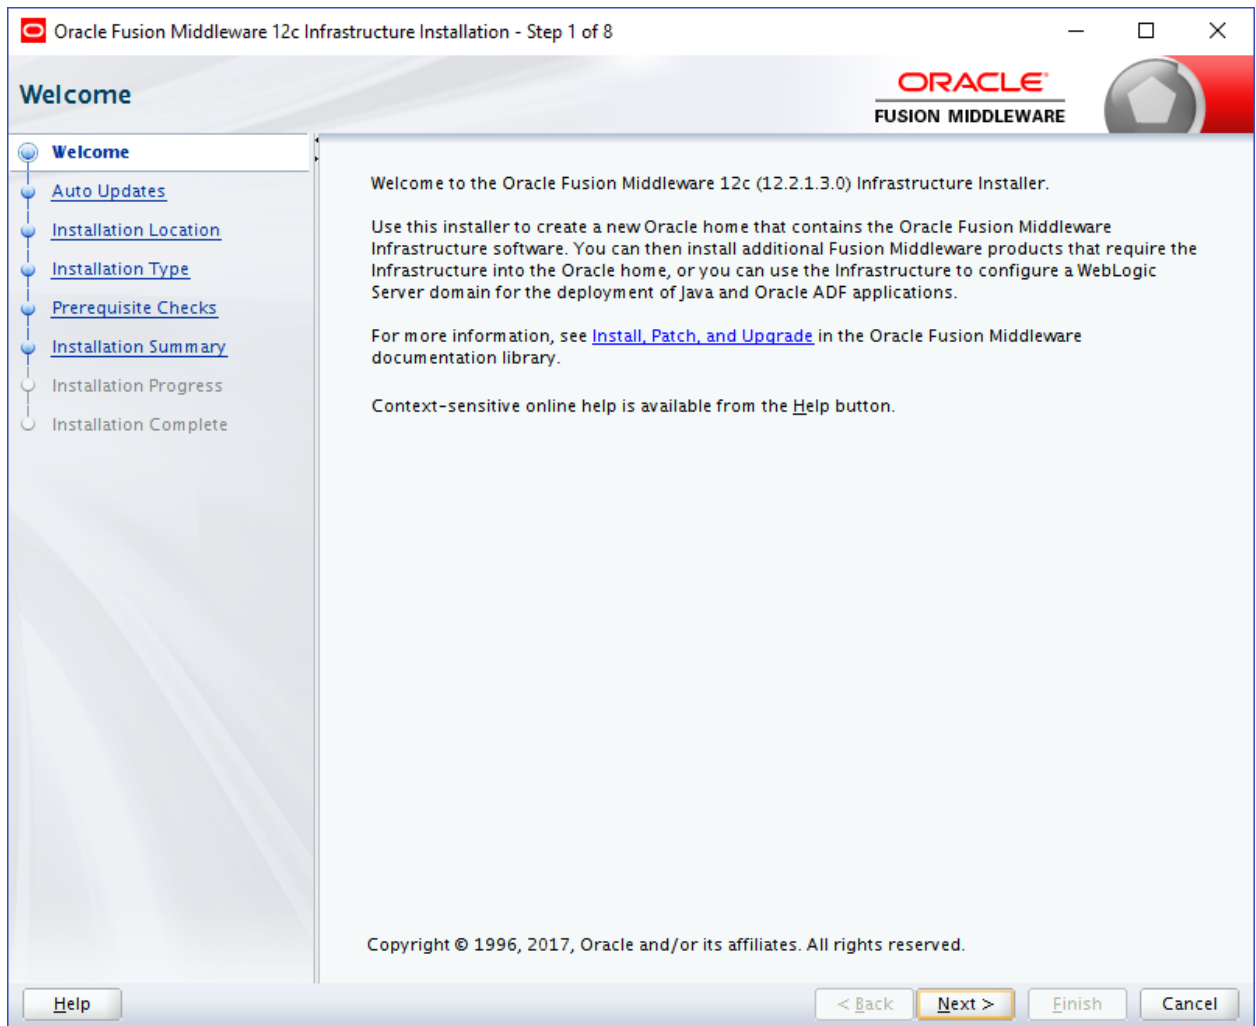 Oracle Fusion Middleware 12c Infrastructure Installation - Step 1 of 8
Welcome
ORACLE
FUSION MIDDLEWARE
Welcome
Auto Updates
Installation Location
Installation Type
Prerequisite Checks
Installation Summary
Installation Progress
Installation Complete
Welcome to the Oracle Fusion Middleware 12c (12.2.1.3.0) Infrastructure Installer.
Use this installer to create a new Oracle home that contains the Oracle Fusion Middleware
Infrastructure software. You can then install additional Fusion Middleware products that require the
Infrastructure into the Oracle home, or you can use the Infrastructure to configure a WebLogic
Server domain for the deployment of Java and Oracle ADF applications.
For more information, see Install, Patch, and Upgrade in the Oracle Fusion Middleware
documentation library.
Context-sensitive online help is available from the Help button.
Copyright © 1996, 2017, Oracle and/or its affiliates. All rights reserved.
Help
< Back
Next >
Finish
Cancel